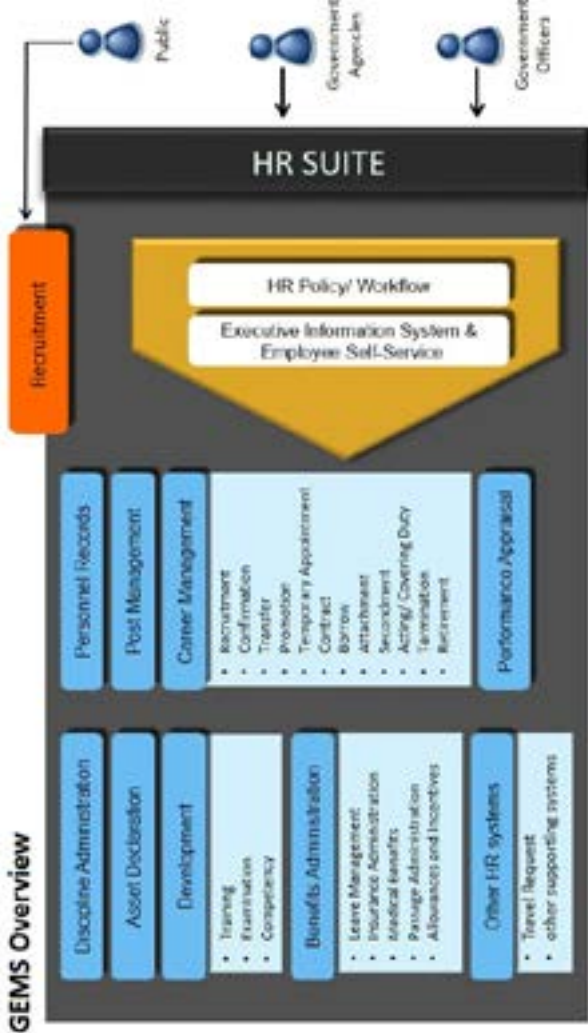 GEMS Overview
Discipline Administration
Asset Declaration
Development
• Training
• Examination
• Competency
Benefits Administration
• Leave Management
• Insurance Administration
• Medical Benefits
• Passage Administration
• Allowances and Incentives
Other HR systems
• Travel Request
• other supporting systems
Personnel Records
Post Management
Career Management
• Recruitment
• Confirmation
• Transfer
• Promotion
• Temporary Appointment
• Contract
• Borrow
• Attachment
• Secondment
• Acting/ Covering Duty
• Termination
• Retirement
Performance Appraisal
Recruitment
HR Policy/ Workflow
Executive Information System &
Employee Self-Service
HR SUITE
Public
Government
Agencies
Government
Officers